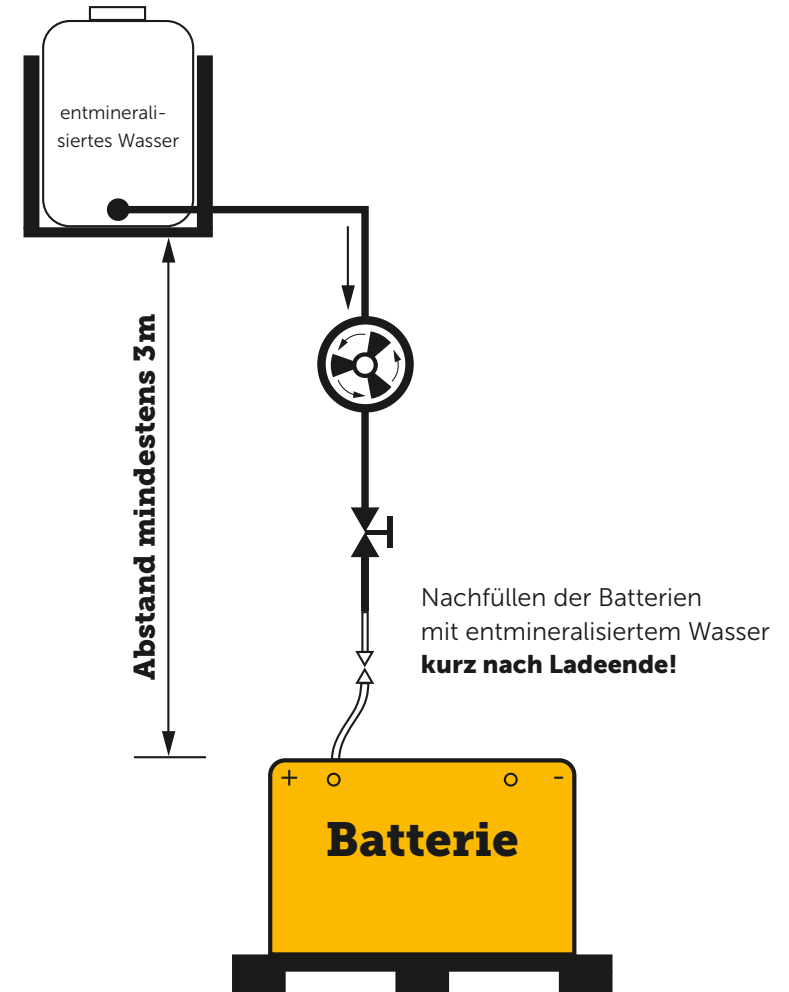 entminerali-
siertes Wasser
Abstand mindestens 3m
Nachfüllen der Batterien
mit entmineralisiertem Wasser
kurz nach Ladeende!
+ -
Batterie